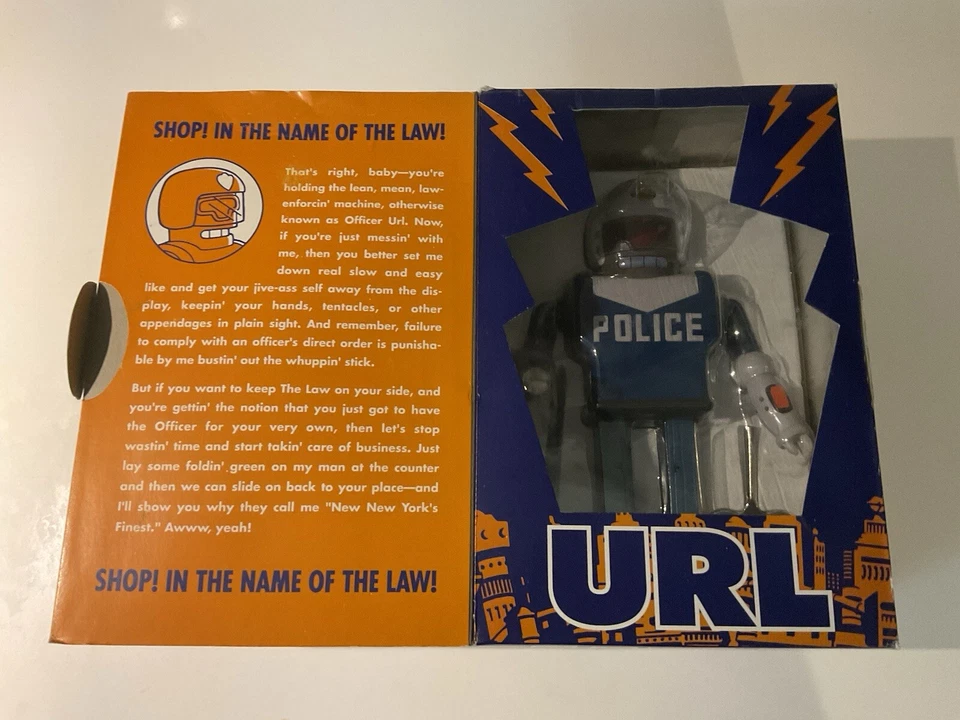 SHOP! IN THE NAME OF THE LAW!
That's right, baby—you're
holding the lean, mean, law-
enforcin' machine, otherwise
known as Officer Url. Now,
if you're just messin' with
me, then you better set me
down real slow and easy
like and get your jive-ass self away from the dis-
play, keepin' your hands, tentacles, or other
appendages in plain sight. And remember, failure
to comply with an officer's direct order is punisha-
ble by me bustin' out the whuppin' stick.
But if you want to keep The Law on your side, and
you're gettin' the notion that you just got to have
the Officer for your very own, then let's stop
wastin' time and start takin' care of business. Just
lay some foldin' green on my man at the counter
and then we can slide on back to your place—and
I'll show you why they call me "New New York's
Finest." Awww, yeah!
SHOP! IN THE NAME OF THE LAW!
POLICE
URL